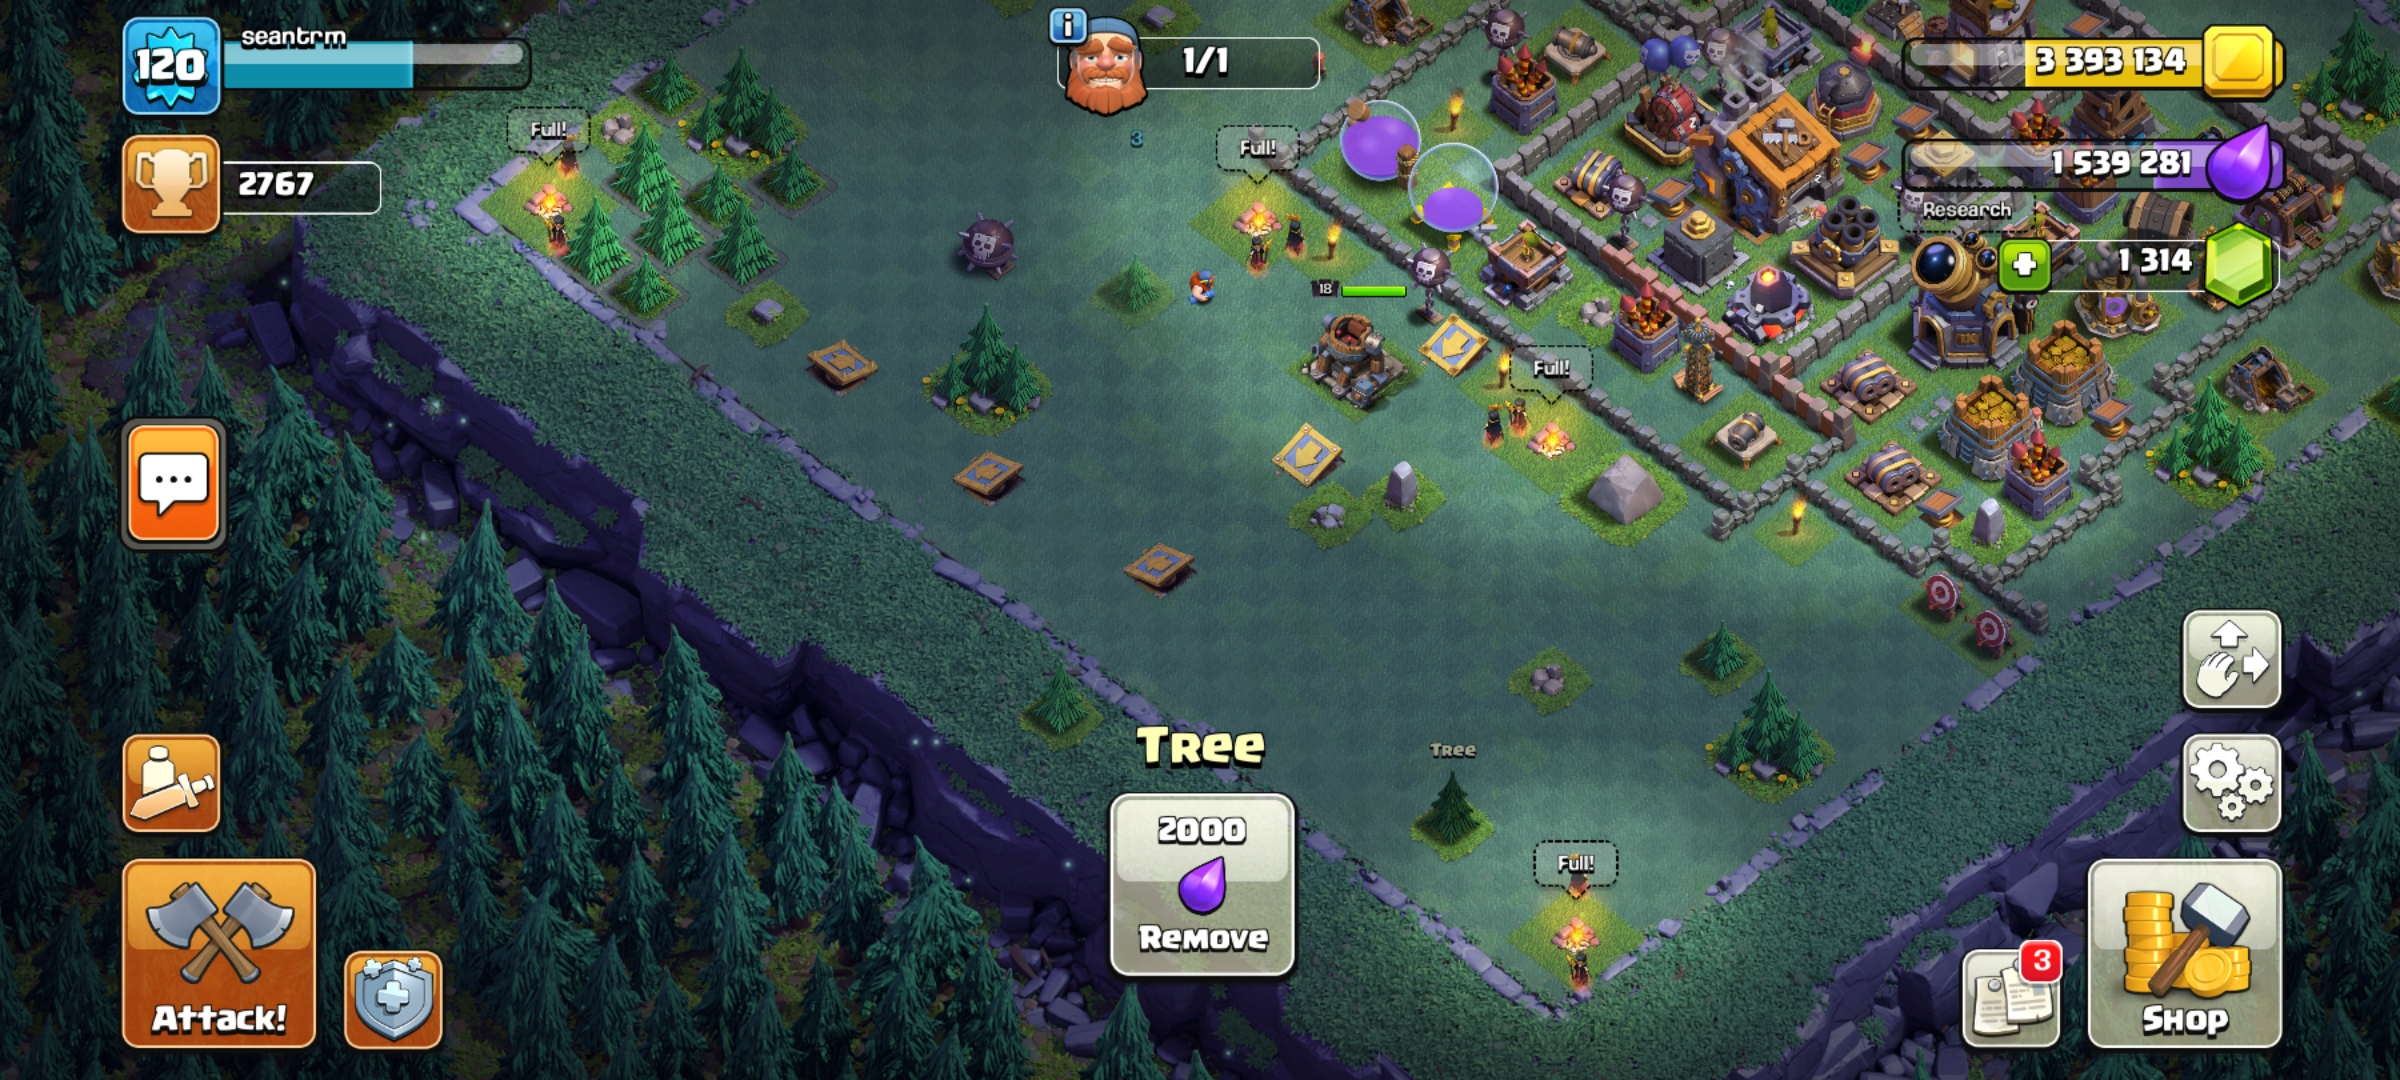 seantrm
120
2767
i
1/1
3
3 393 134
1 539 281
Research
1 314
Full!
Full!
18
Full!
Tree
Tree
2000
Remove
Full!
Attack!
3
Shop